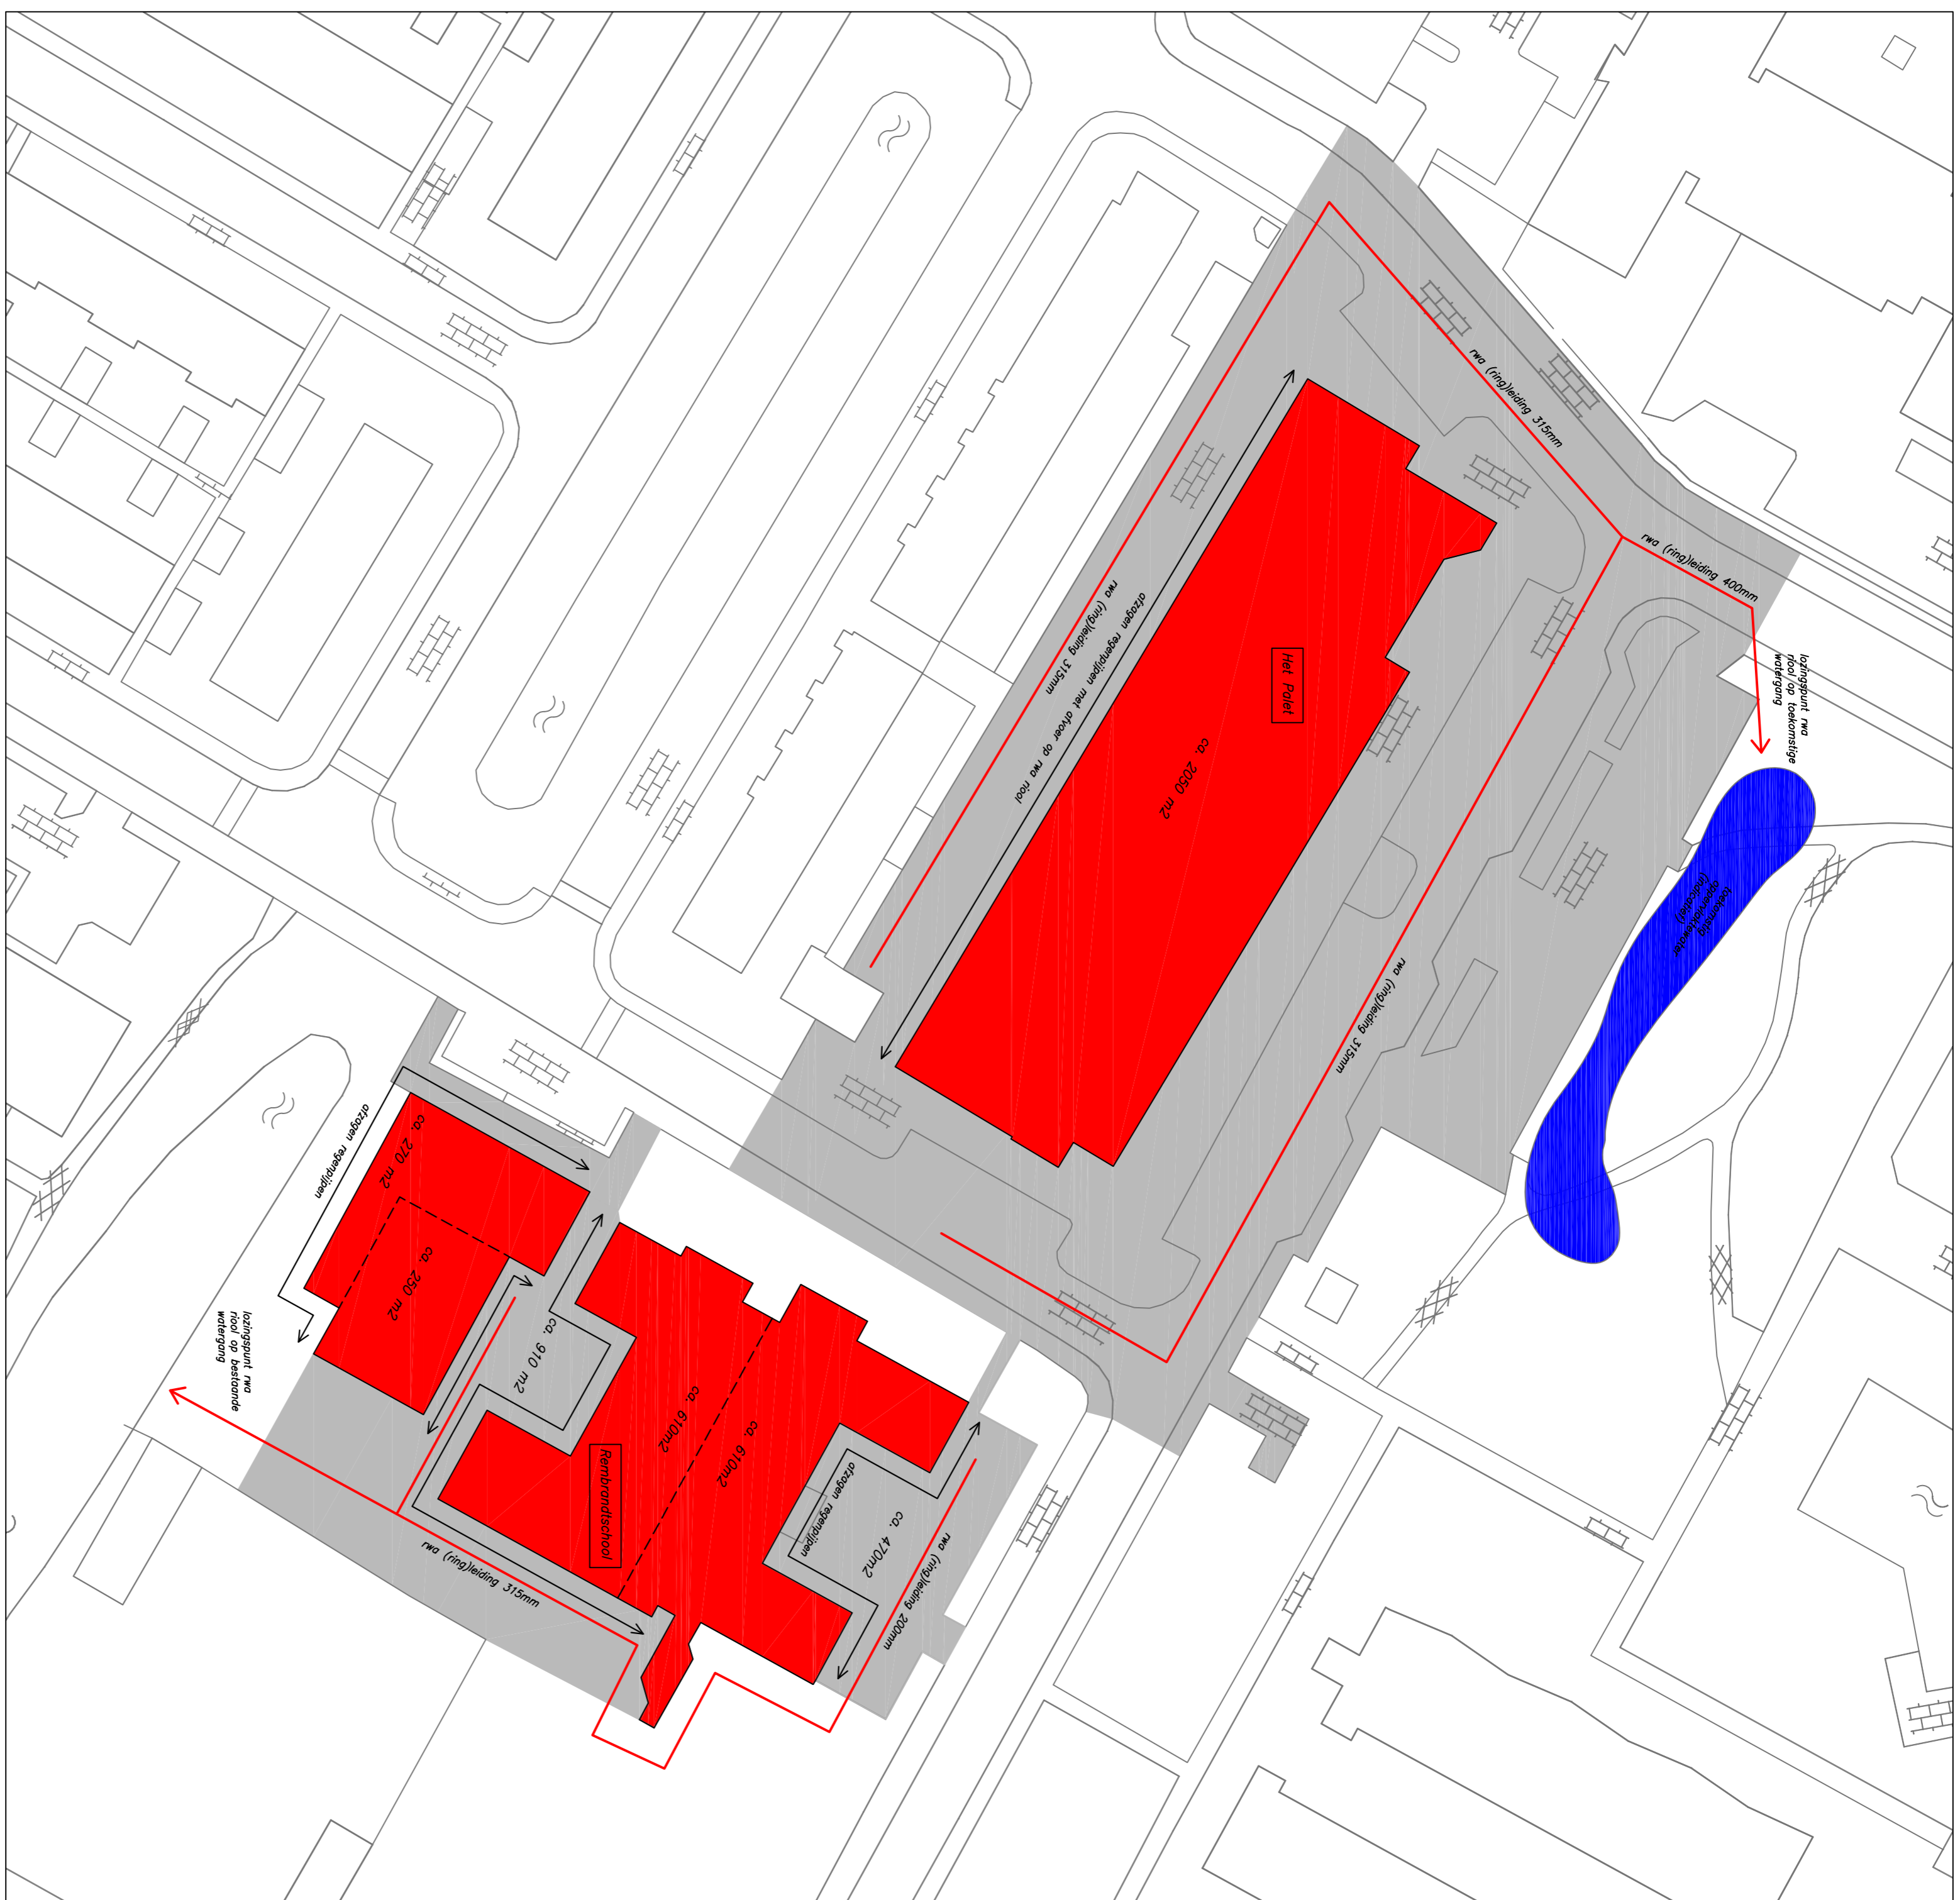 rwa (ring)leiding 315mm
rwa (ring)leiding 400mm
lozingspunt rwa
riool op toekomstige
watergang
rwa (ring)leiding 315mm
afzagen regenpijpen met afvoer op rwa riool
Het Palet
ca. 2050 m2
toekomstig
oppervlaktewater
(indicatief)
rwa (ring)leiding 315mm
afzagen regenpijpen
ca. 270 m2
ca. 250 m2
ca. 910 m2
lozingspunt rwa
riool op bestaande
watergang
ca. 610m2
ca. 610m2
Rembrandtschool
afzagen regenpijpen
ca. 470m2
rwa (ring)leiding 200mm
rwa (ring)leiding 315mm